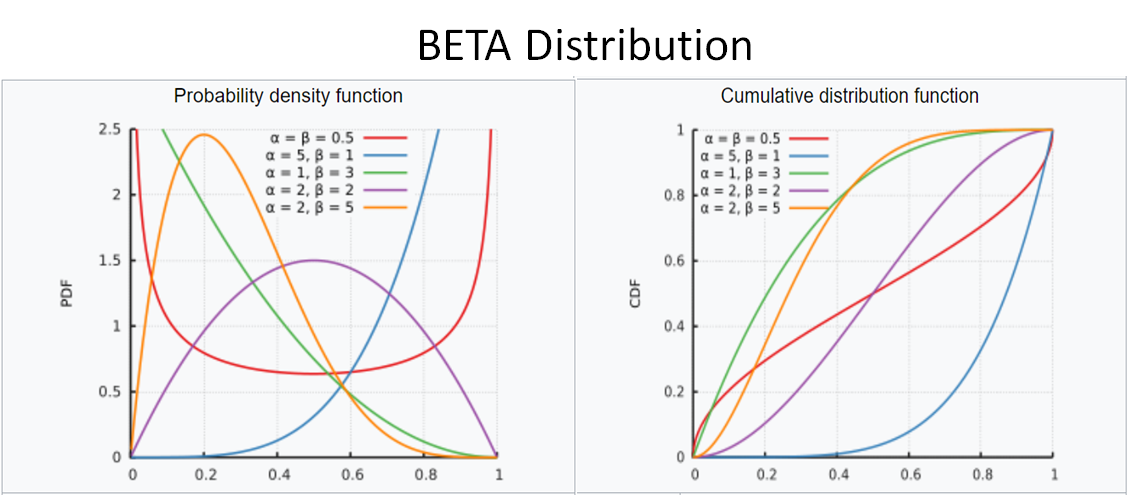 BETA Distribution
Probability density function
2.5
2
1.5
1
0.5
0
PDF
α = β = 0.5
α = 5, β = 1
α = 1, β = 3
α = 2, β = 2
α = 2, β = 5
0 0.2 0.4 0.6 0.8 1
Cumulative distribution function
1
0.8
0.6
0.4
0.2
0
CDF
α = β = 0.5
α = 5, β = 1
α = 1, β = 3
α = 2, β = 2
α = 2, β = 5
0 0.2 0.4 0.6 0.8 1